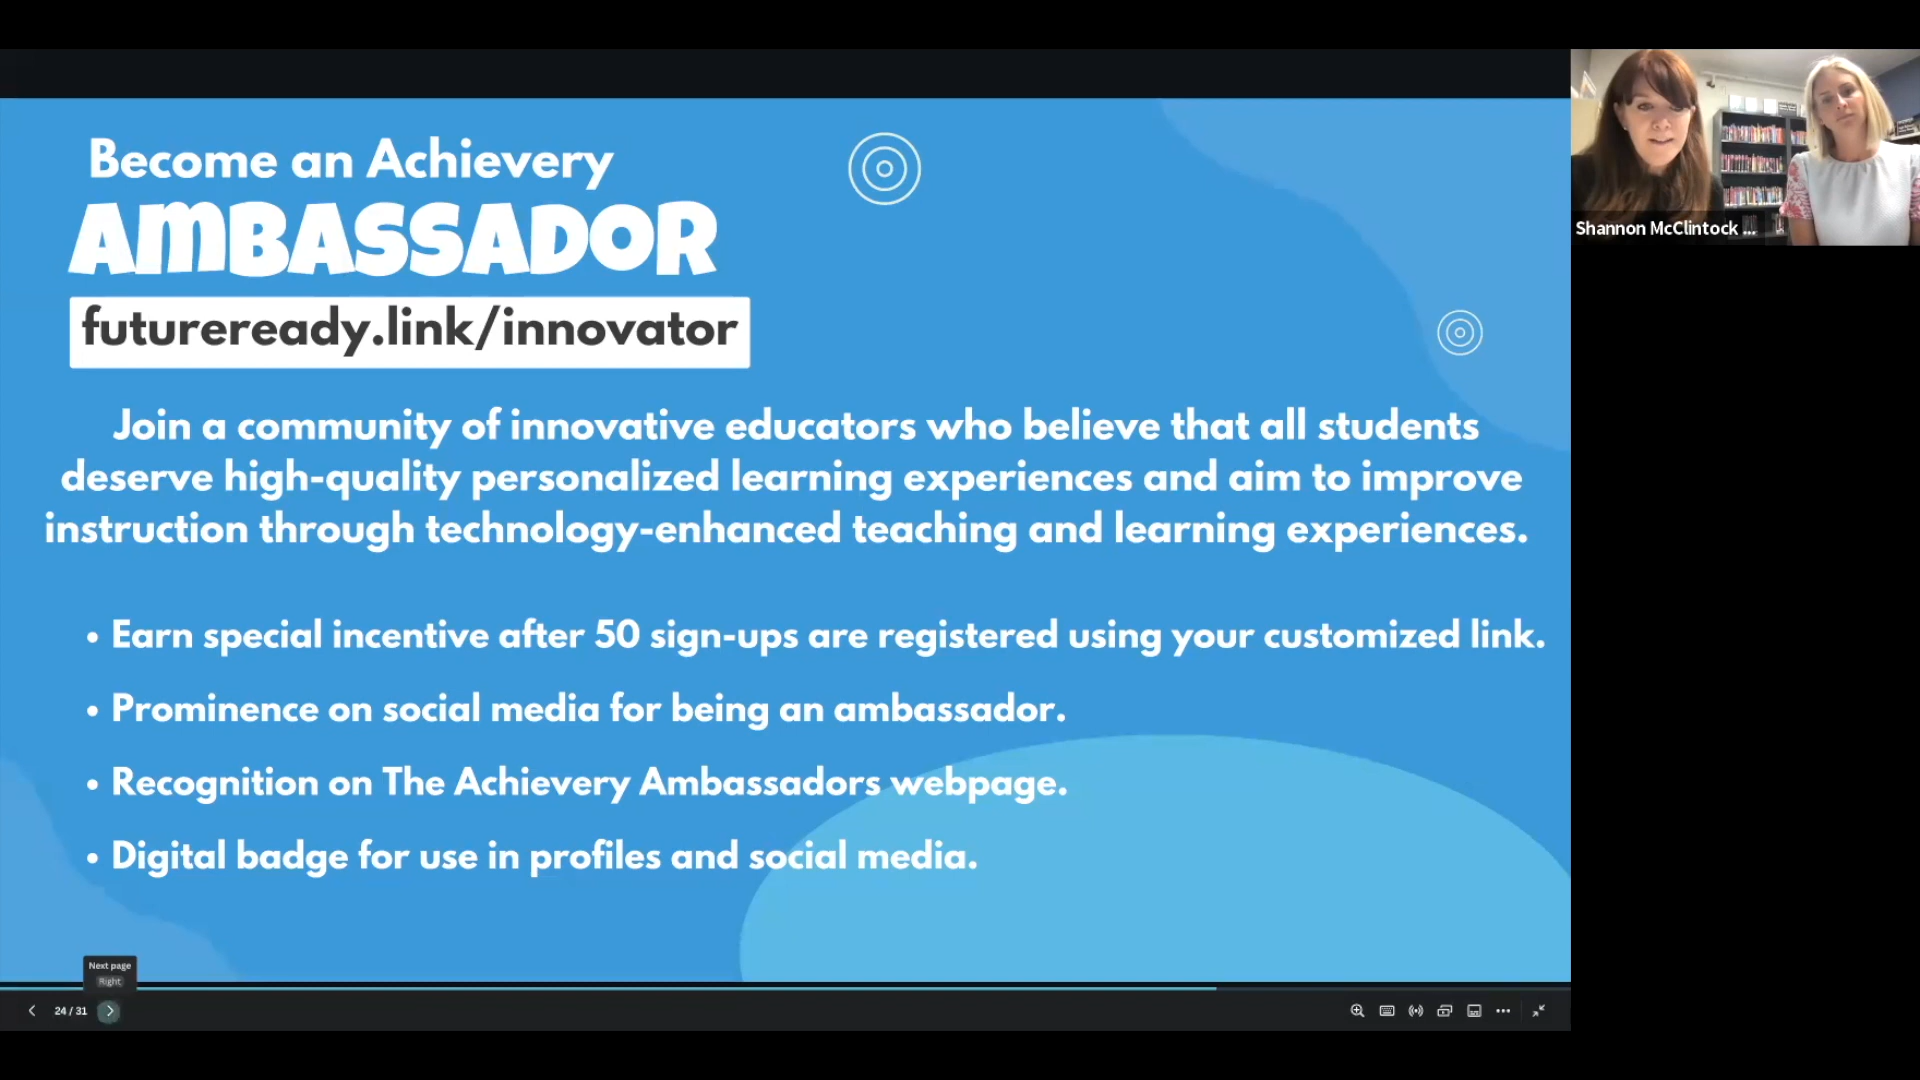 Become an Achievery
AMBASSADOR
futureready.link/innovator
Join a community of innovative educators who believe that all students
deserve high-quality personalized learning experiences and aim to improve
instruction through technology-enhanced teaching and learning experiences.
• Earn special incentive after 50 sign-ups are registered using your customized link.
• Prominence on social media for being an ambassador.
• Recognition on The Achievery Ambassadors webpage.
• Digital badge for use in profiles and social media.
Shannon McClintock ...
Next page
Right
24 / 31